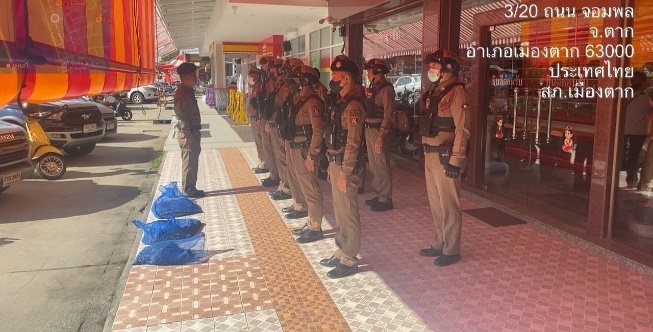 3/20 ถนน จอมพล
จ.ตาก
อำเภอเมืองตาก 63000
ประเทศไทย
สภ.เมืองตาก